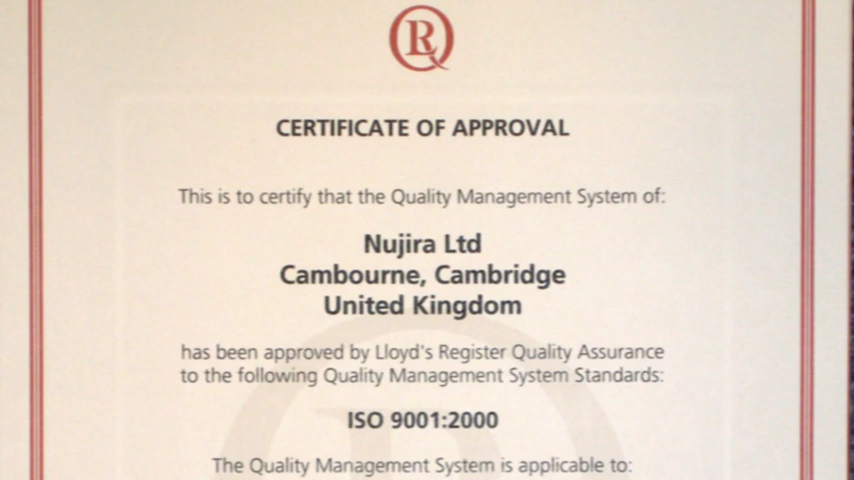 LRQ
CERTIFICATE OF APPROVAL
This is to certify that the Quality Management System of:
Nujira Ltd
Cambourne, Cambridge
United Kingdom
has been approved by Lloyd's Register Quality Assurance
to the following Quality Management System Standards:
ISO 9001:2000
The Quality Management System is applicable to: